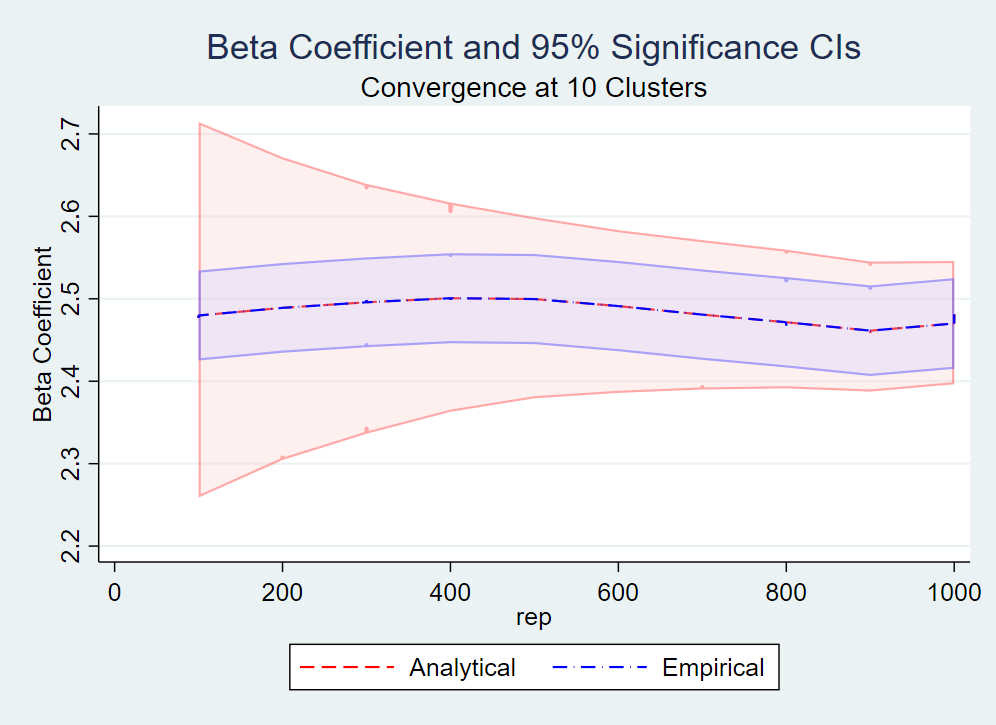 Beta Coefficient and 95% Significance CIs
Convergence at 10 Clusters
Beta Coefficient
2.7
2.6
2.5
2.4
2.3
2.2
0 200 400 600 800 1000
rep
Analytical Empirical